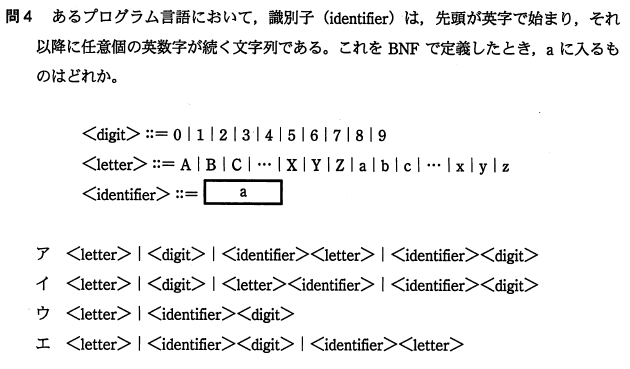 問4 あるプログラム言語において，識別子（identifier）は，先頭が英字で始まり，それ
以降に任意個の英数字が続く文字列である。これを BNF で定義したとき，a に入るも
のはどれか。
<digit> ::= 0 | 1 | 2 | 3 | 4 | 5 | 6 | 7 | 8 | 9
<letter> ::= A | B | C | … | X | Y | Z | a | b | c | … | x | y | z
<identifier> ::= a
ア <letter> | <digit> | <identifier><letter> | <identifier><digit>
イ <letter> | <digit> | <letter><identifier> | <identifier><digit>
ウ <letter> | <identifier><digit>
エ <letter> | <identifier><digit> | <identifier><letter>